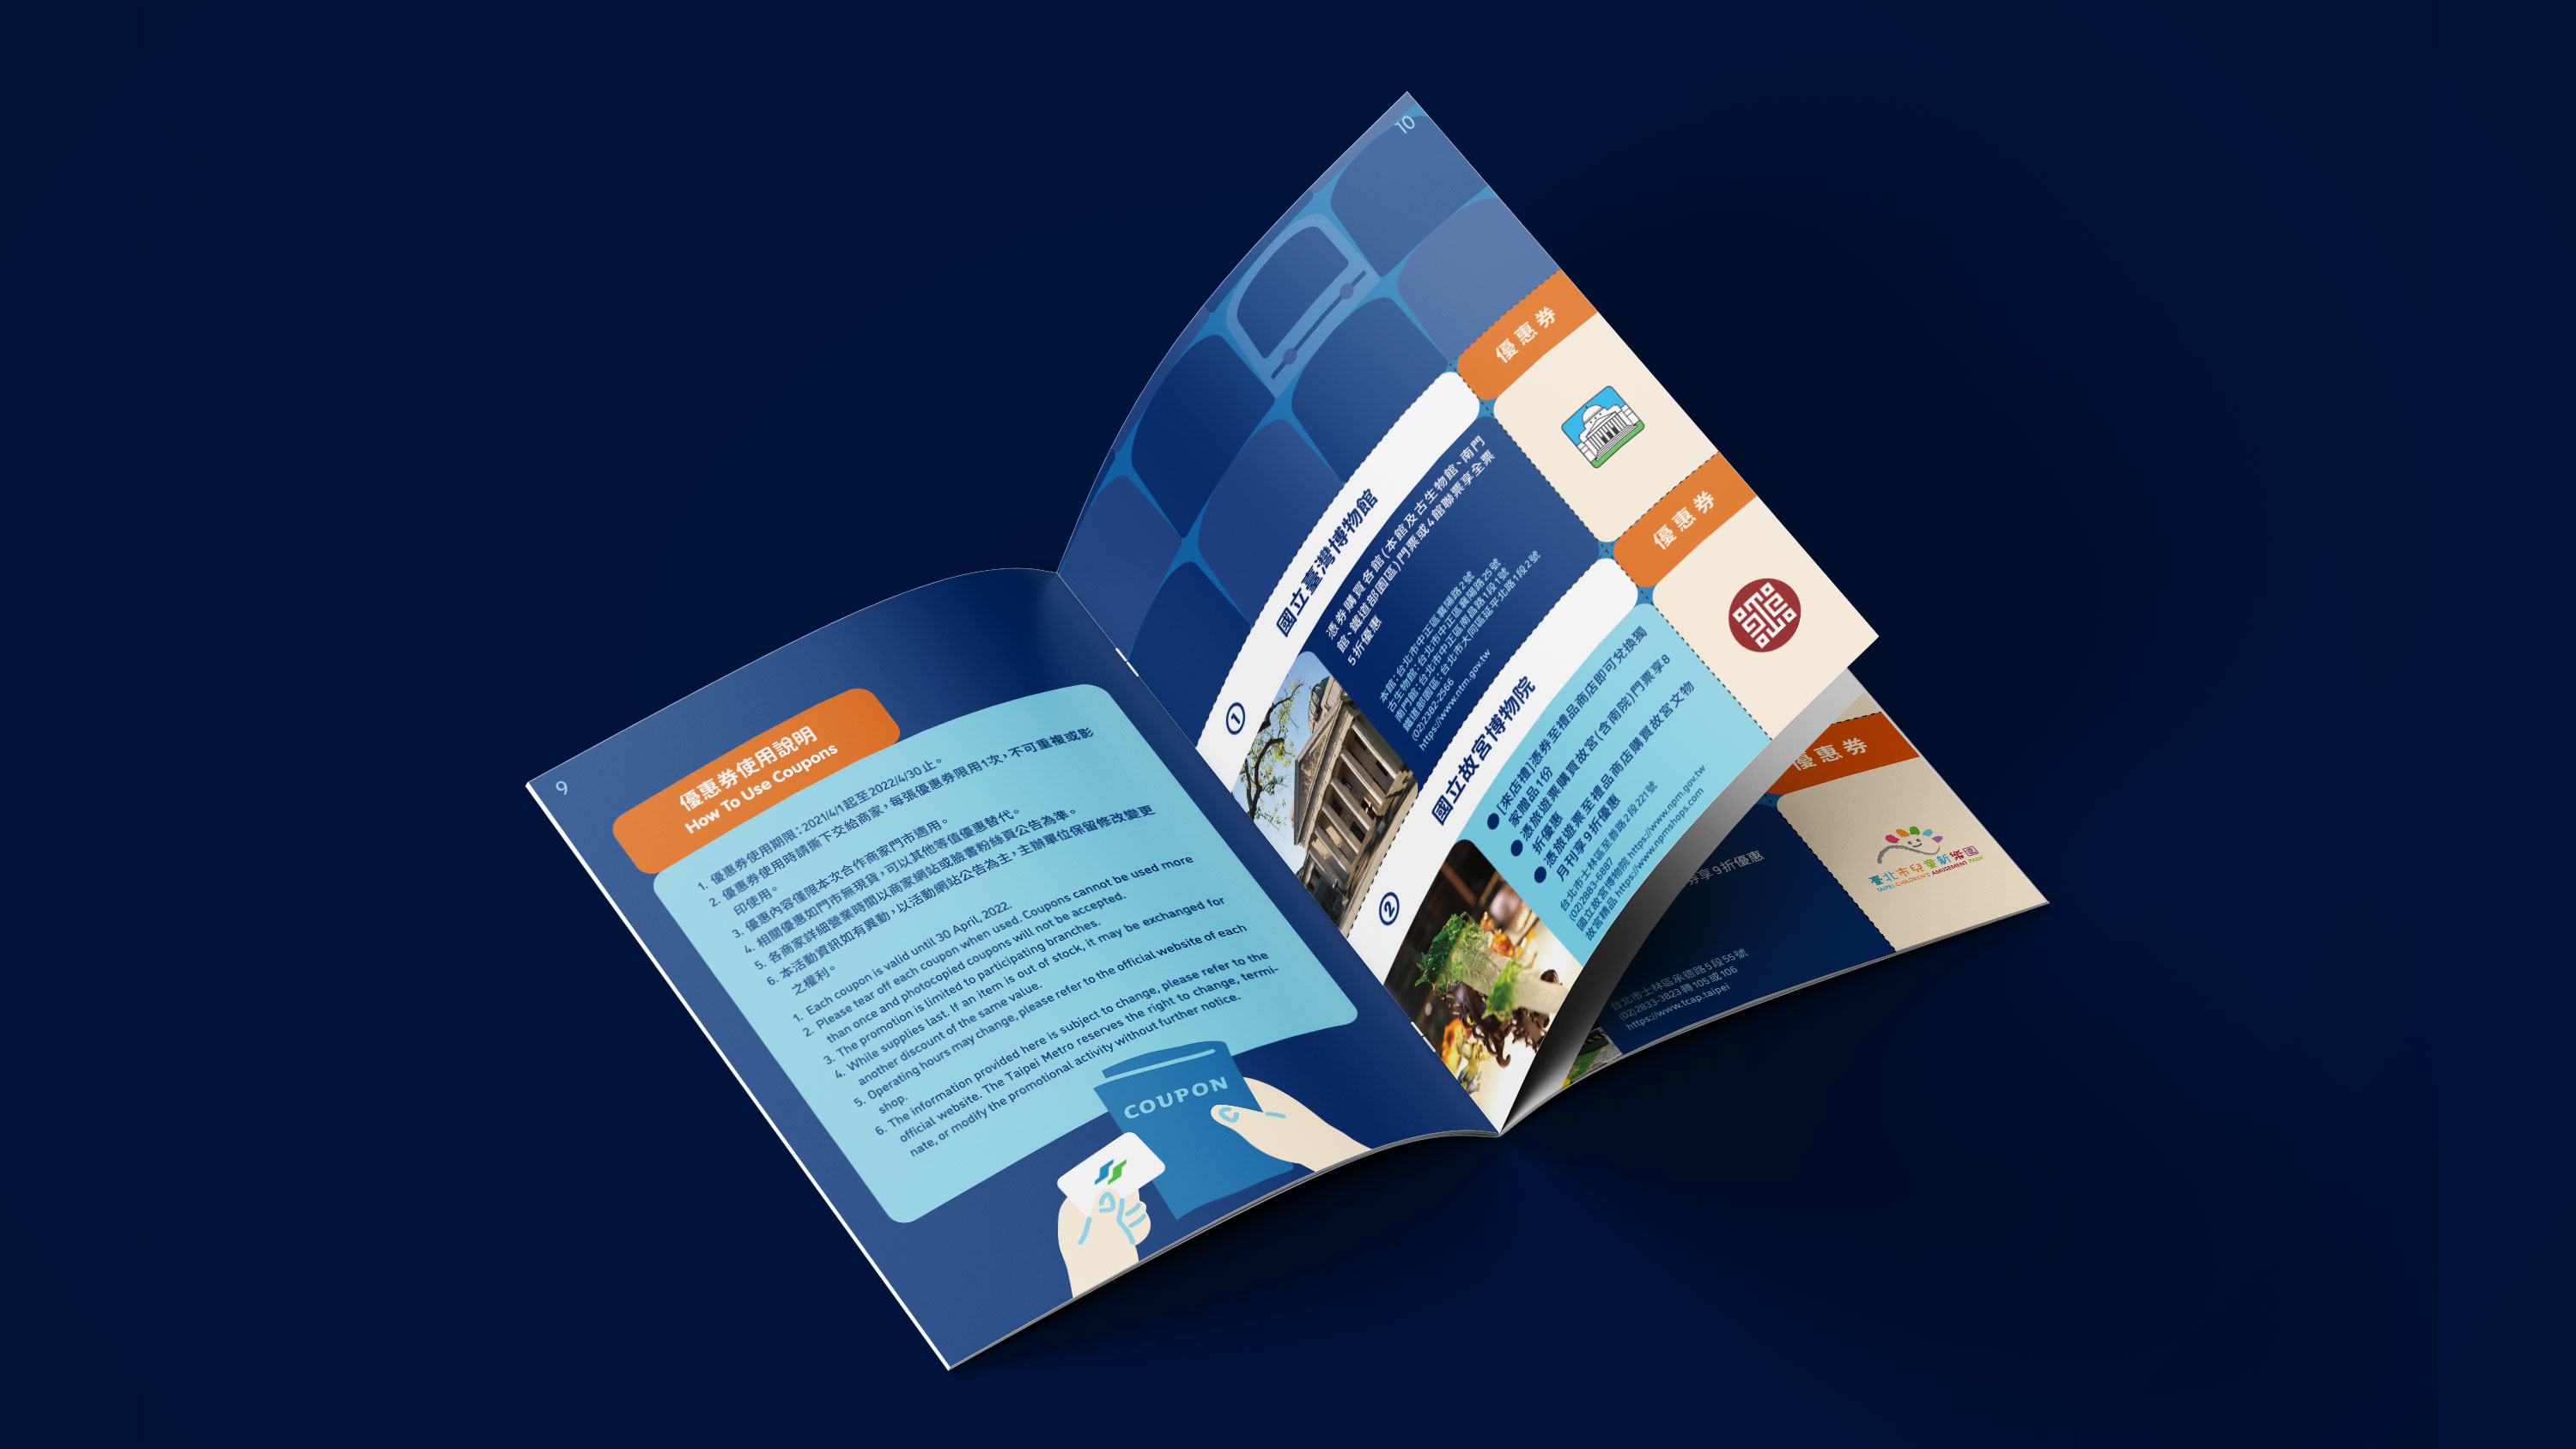 9
優惠券使用說明
How To Use Coupons
1. 優惠券使用期限：2021/4/1起至2022/4/30止。
2. 優惠券使用時請撕下交給商家，每張優惠券限用1次，不可重複或影
印使用。
3. 優惠內容僅限本次合作商家門市適用。
4. 相關優惠如門市無現貨，可以其他等值優惠替代。
5. 各商家詳細營業時間以商家網站或臉書粉絲頁公告為準。
6. 本活動資訊如有異動，以活動網站公告為主，主辦單位保留修改變更
之權利。
1. Each coupon is valid until 30 April, 2022.
2. Please tear off each coupon when used. Coupons cannot be used more
than once and photocopied coupons will not be accepted.
3. The promotion is limited to participating branches.
4. While supplies last. If an item is out of stock, it may be exchanged for
another discount of the same value.
5. Operating hours may change, please refer to the official website of each
shop.
6. The information provided here is subject to change, please refer to the
official website. The Taipei Metro reserves the right to change, termi-
nate, or modify the promotional activity without further notice.
COUPON
10
優惠券
1
國立臺灣博物館
憑券購買各館(本館及古生物館、南門
館、鐵道部園區)門票或4館聯票享全票
5折優惠
本館：台北市中正區襄陽路2號
古生物館：台北市中正區襄陽路25號
南門館：台北市中正區南昌路1段1號
鐵道部園區：台北市大同區延平北路1段2號
(02)2382-2566
https://www.ntm.gov.tw
優惠券
2
國立故宮博物院
●[來店禮]憑券至禮品商店即可兌換獨
家贈品1份
●憑旅遊票購買故宮(含南院)門票享8
折優惠
●憑旅遊票至禮品商店購買故宮文物
月刊享9折優惠
台北市士林區至善路2段221號
(02)2883-6887
國立故宮博物院 https://www.npm.gov.tw
故宮精品 https://www.npmshops.com
優惠券
臺北市兒童新樂園
TAIPEI CHILDREN'S AMUSEMENT PARK
券享9折優惠
台北市士林區承德路5段55號
(02)2833-3823 轉 105 或 106
https://www.tcap.taipei